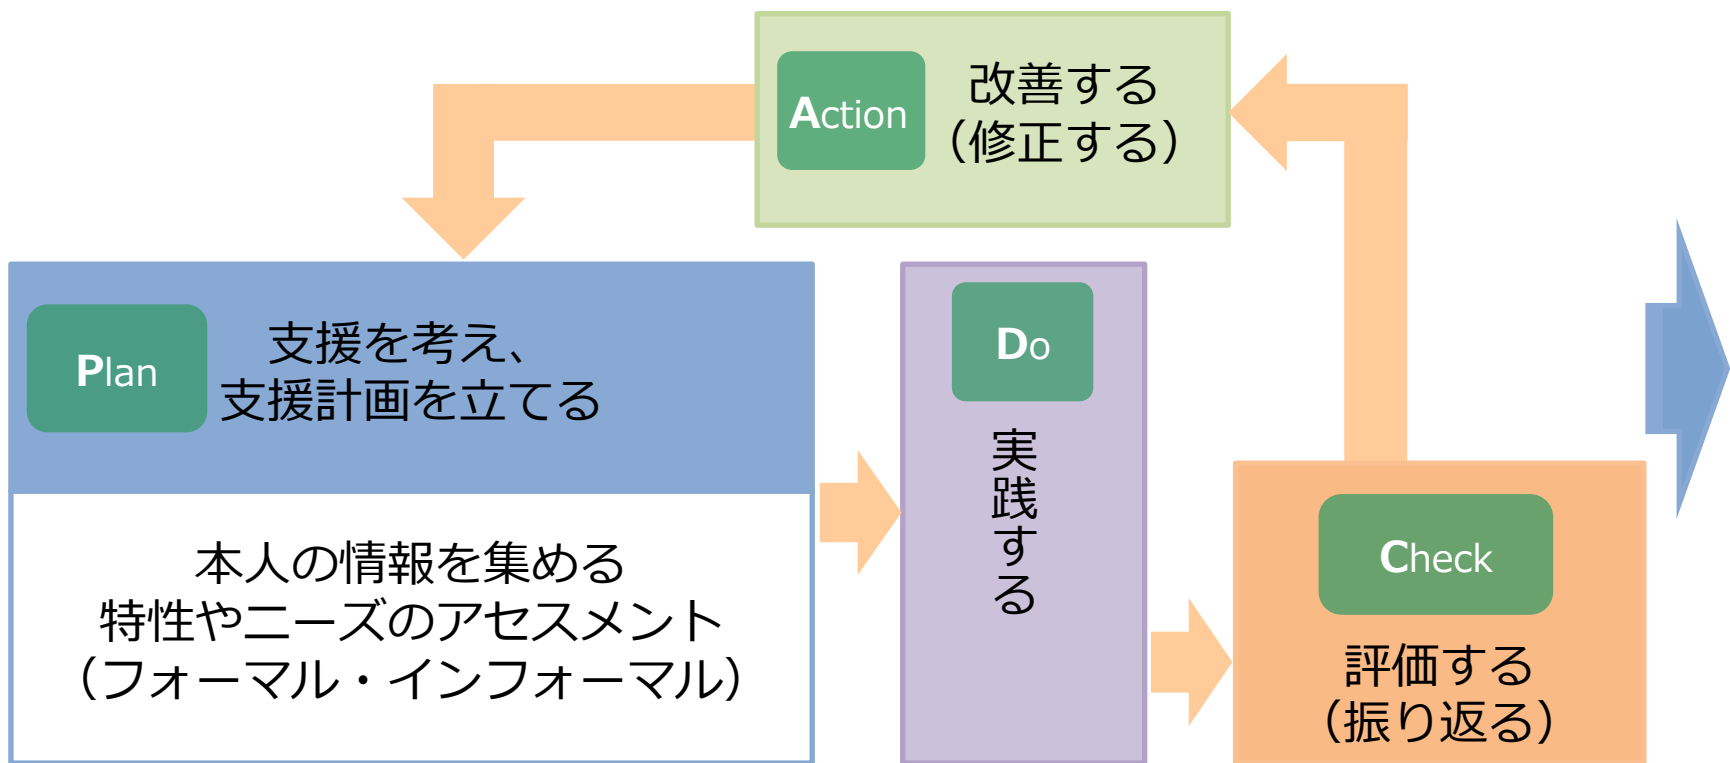 Action
改善する
（修正する）
Plan
支援を考え、
支援計画を立てる
本人の情報を集める
特性やニーズのアセスメント
（フォーマル・インフォーマル）
Do
実践する
Check
評価する
（振り返る）